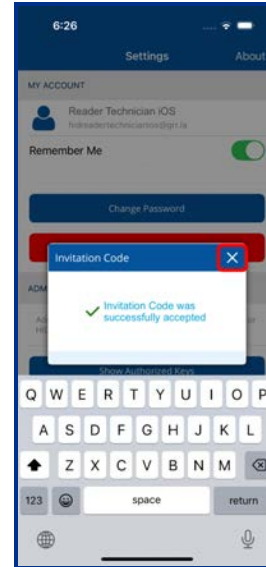 6:26
Settings
About
MY ACCOUNT
Reader Technician iOS
Remember Me
Change Password
Invitation Code
ADM
Invitation Code was
successfully accepted
Show Authorized Keys
Q W E R T Y U I O P
A S D F G H J K L
Z X C V B N M
123
space
return